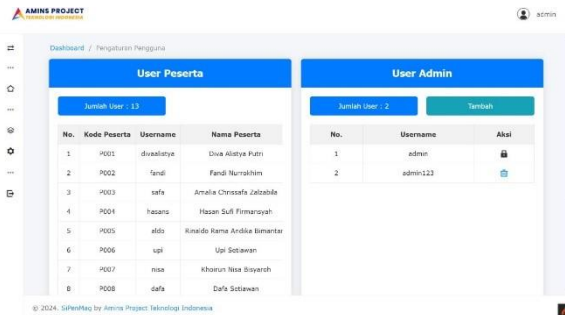 AMINS PROJECT
TEKNOLOGI INDONESIA
admin
Dashboard / Pengaturan Pengguna
User Peserta
Jumlah User : 13
No. Kode Peserta Username Nama Peserta
1 P001 divaalistya Diva Alistya Putri
2 P002 fandi Fandi Nurrokhim
3 P003 safa Amalia Chrissafa Zalzabila
4 P004 hasans Hasan Sufi Firmansyah
5 P005 aldo Rinaldo Rama Andika Bimantar
6 P006 upi Upi Setiawan
7 P007 nisa Khoirun Nisa Bisyaroh
8 P008 dafa Dafa Setiawan
User Admin
Jumlah User : 2 Tambah
No. Username Aksi
1 admin
2 admin123
© 2024. SiPenMag by Amins Project Teknologi Indonesia